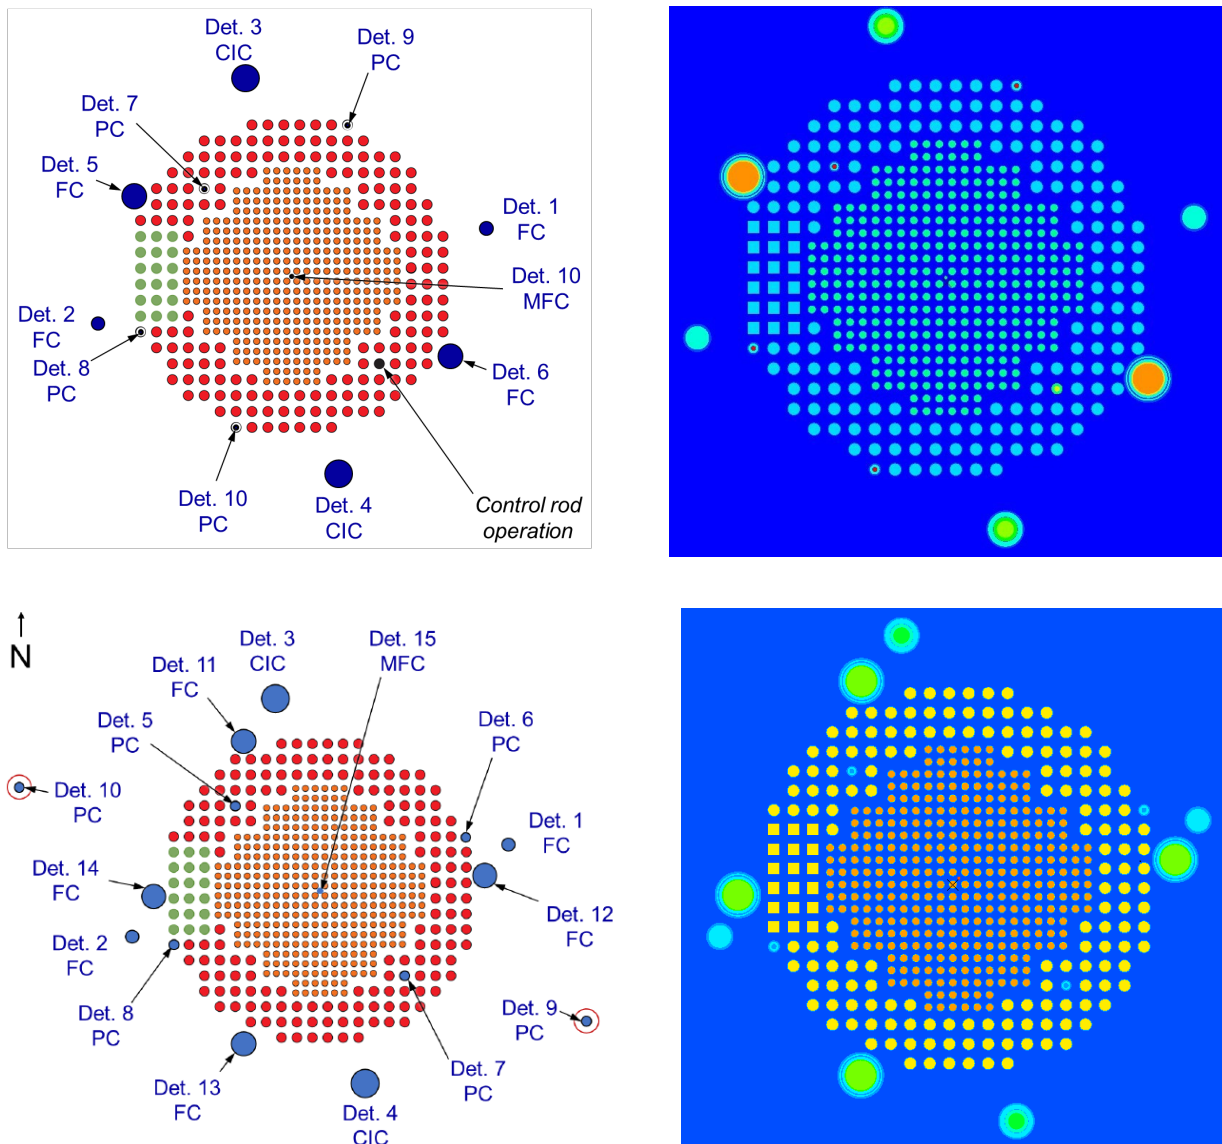 Det. 3
CIC
Det. 9
PC
Det. 7
PC
Det. 5
FC
Det. 1
FC
Det. 10
MFC
Det. 2
FC
Det. 8
PC
Det. 6
FC
Det. 10
PC
Det. 4
CIC
Control rod
operation
N
Det. 3
CIC
Det. 15
MFC
Det. 11
FC
Det. 5
PC
Det. 6
PC
Det. 10
PC
Det. 1
FC
Det. 14
FC
Det. 12
FC
Det. 2
FC
Det. 8
PC
Det. 9
PC
Det. 13
FC
Det. 7
PC
Det. 4
CIC